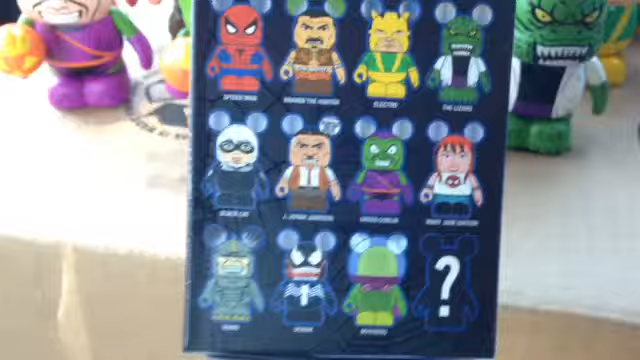 SPIDER-MAN KRAVEN THE HUNTER ELECTRO THE LIZARD
BLACK CAT J. JONAH JAMESON GREEN GOBLIN MARY JANE WATSON
RHINO VENOM MYSTERIO ?